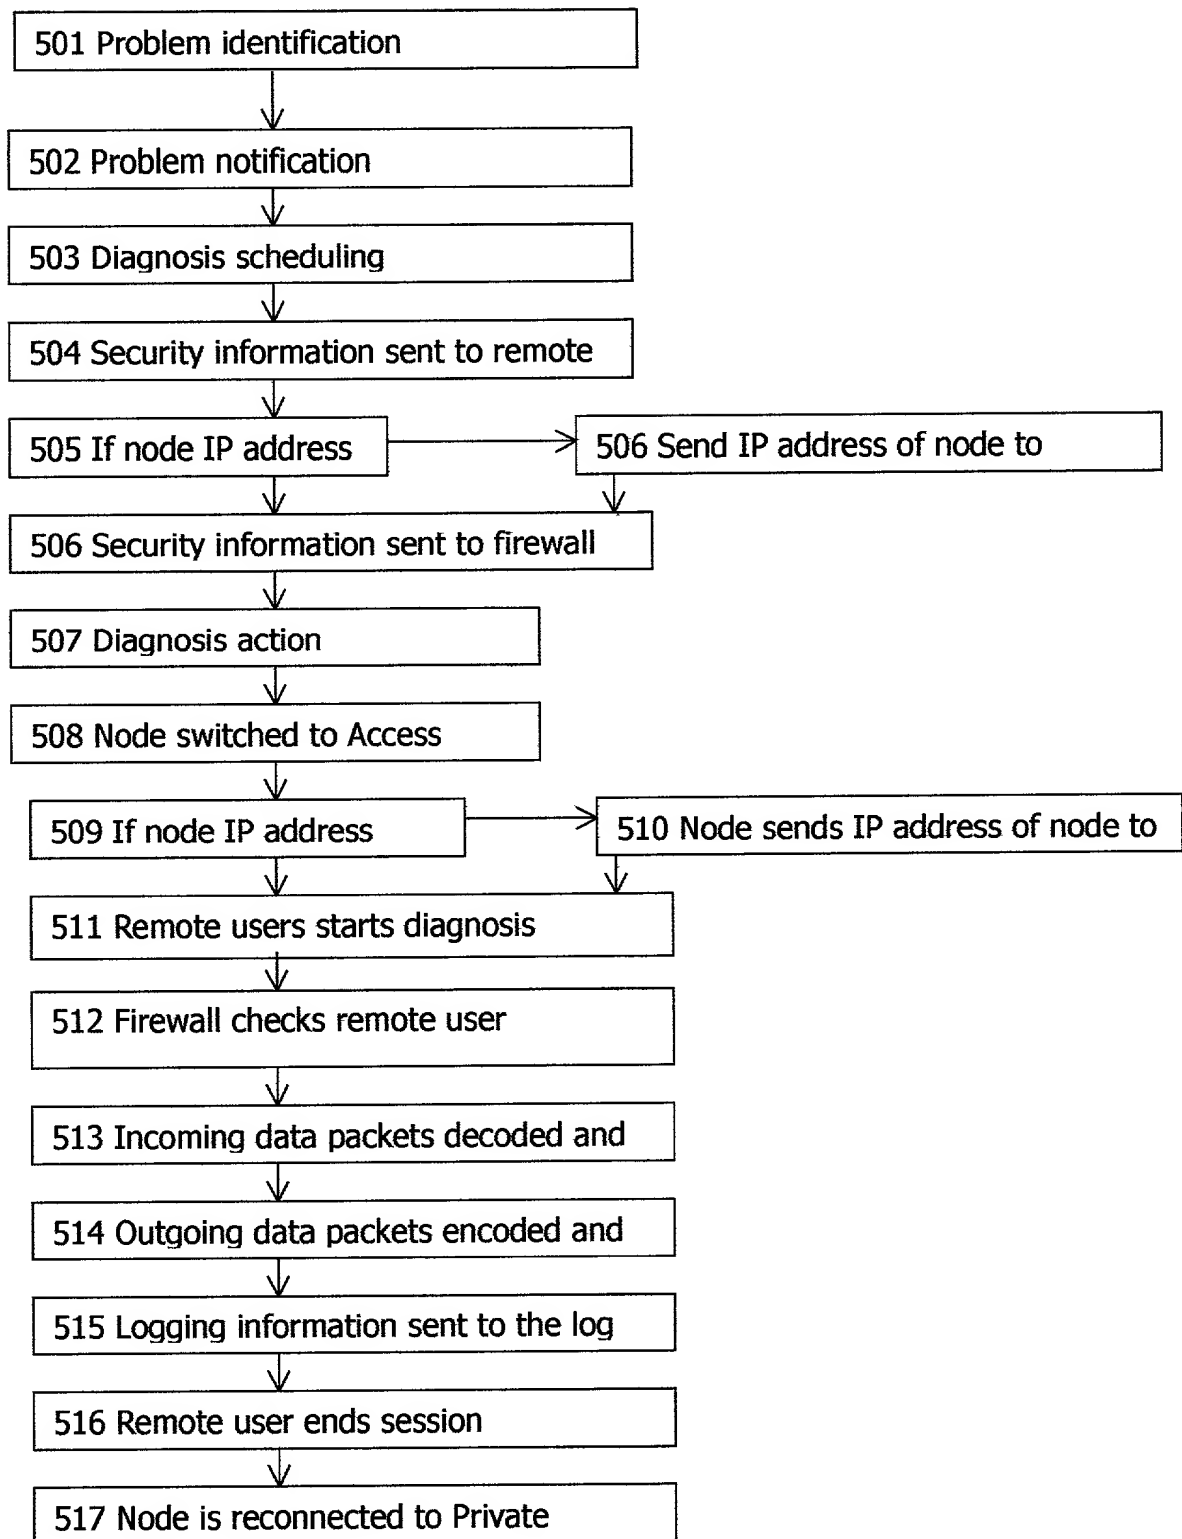 501 Problem identification
502 Problem notification
503 Diagnosis scheduling
504 Security information sent to remote
505 If node IP address
506 Send IP address of node to
506 Security information sent to firewall
507 Diagnosis action
508 Node switched to Access
509 If node IP address
510 Node sends IP address of node to
511 Remote users starts diagnosis
512 Firewall checks remote user
513 Incoming data packets decoded and
514 Outgoing data packets encoded and
515 Logging information sent to the log
516 Remote user ends session
517 Node is reconnected to Private